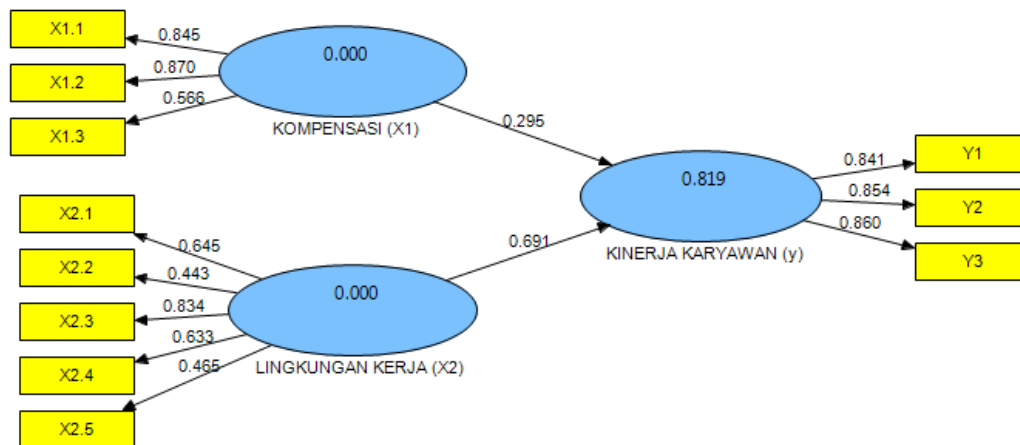 X1.1
0.845
X1.2
0.870
X1.3
0.566
0.000
KOMPENSASI (X1)
0.295
X2.1
0.645
X2.2
0.443
X2.3
0.834
X2.4
0.633
X2.5
0.465
0.000
LINGKUNGAN KERJA (X2)
0.691
0.819
KINERJA KARYAWAN (y)
0.841
Y1
0.854
Y2
0.860
Y3